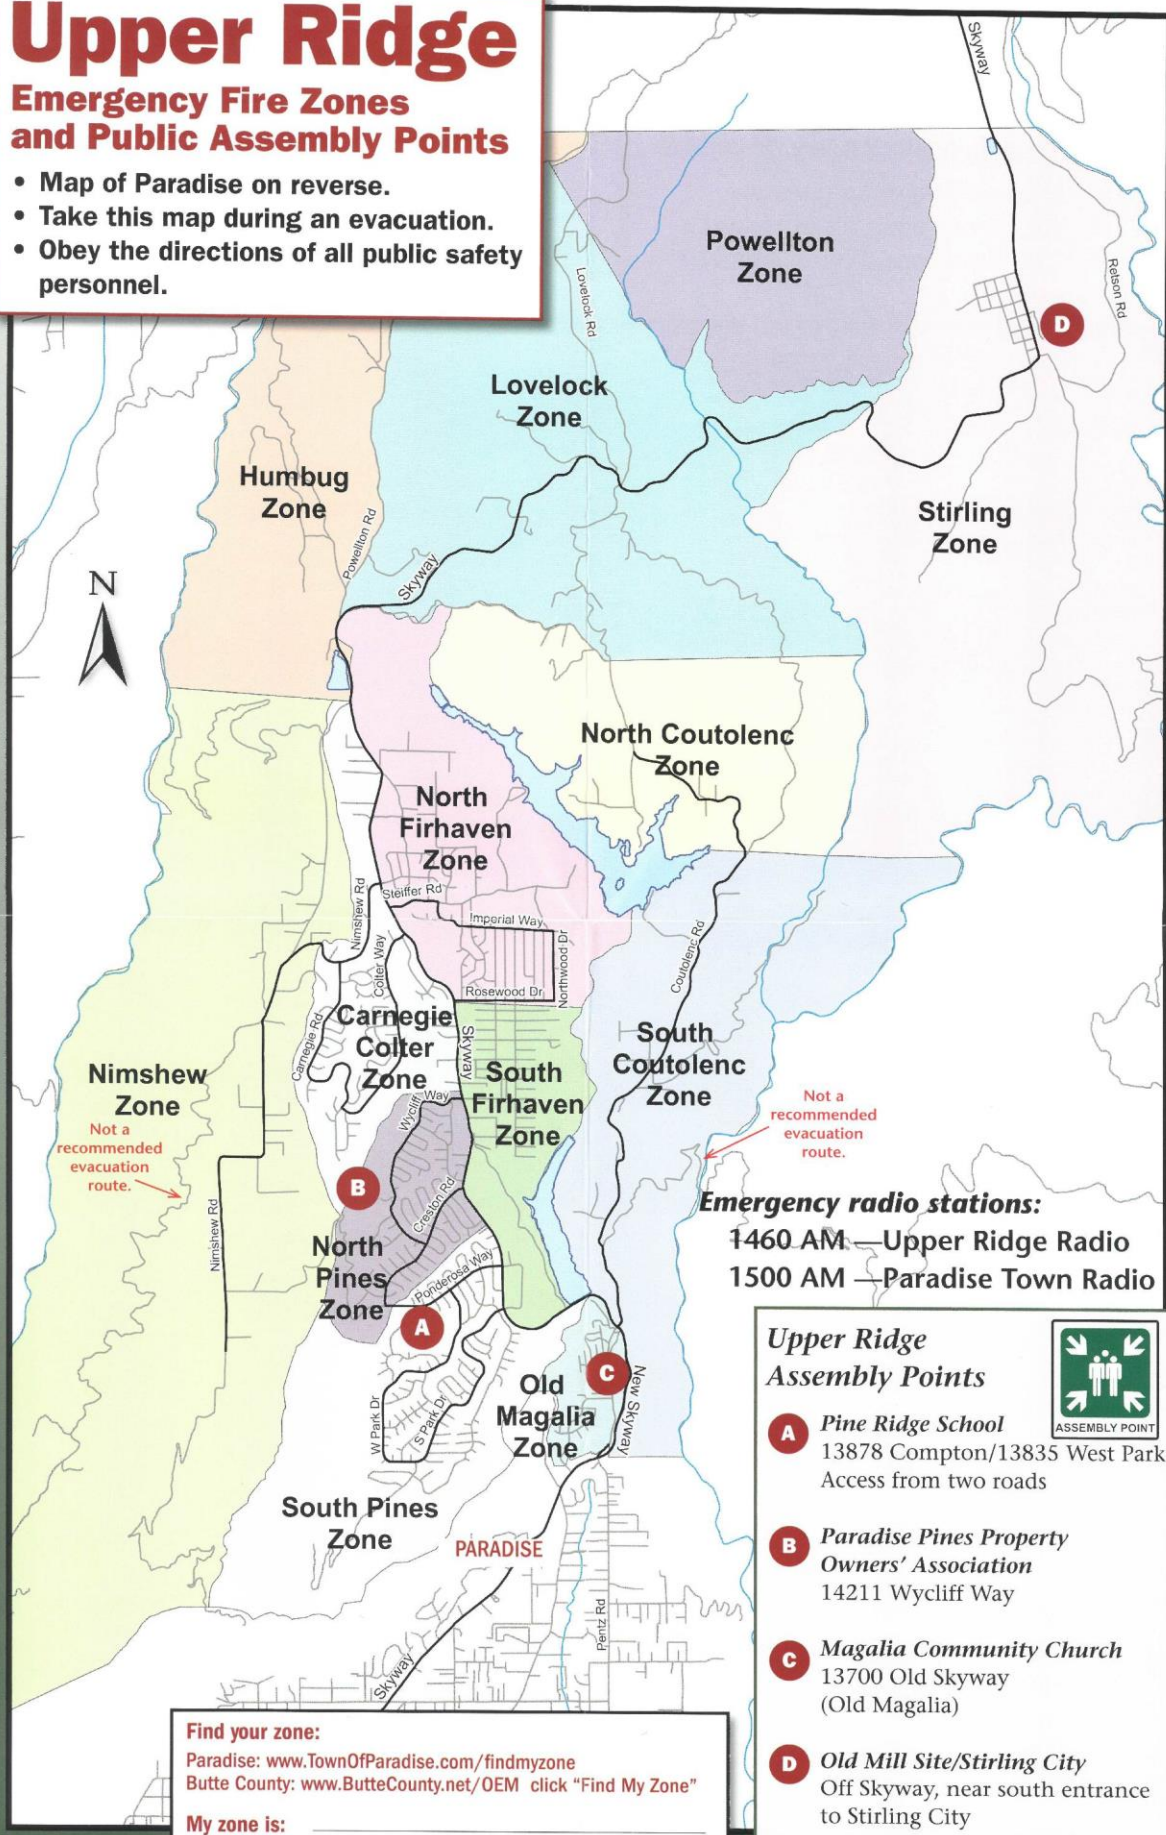 Upper Ridge
Emergency Fire Zones
and Public Assembly Points
• Map of Paradise on reverse.
• Take this map during an evacuation.
• Obey the directions of all public safety
personnel.
Skyway
Powellton
Zone
Lovelock Rd
Retson Rd
D
Lovelock
Zone
Humbug
Zone
Powellton Rd
Stirling
Zone
Skyway
N
North Coutolenc
Zone
North
Firhaven
Zone
Steiffer Rd
Nimshew Rd
Imperial Way
Northwood Dr
Colter Way
Coutolenc Rd
Rosewood Dr
Carnegie
Colter
Zone
Carnegie Rd
Skyway
South
Coutolenc
Zone
Nimshew
Zone
South
Firhaven
Zone
Wycliff Way
Not a
recommended
evacuation
route.
Not a
recommended
evacuation
route.
B
Creston Rd
Nimshew Rd
North
Pines
Zone
Ponderosa Way
Emergency radio stations:
1460 AM —Upper Ridge Radio
1500 AM —Paradise Town Radio
A
C
Old
Magalia
Zone
New Skyway
W Park Dr
S Park Dr
South Pines
Zone
PARADISE
Pentz Rd
Skyway
Upper Ridge
Assembly Points
ASSEMBLY POINT
A Pine Ridge School
13878 Compton/13835 West Park
Access from two roads
B Paradise Pines Property
Owners' Association
14211 Wycliff Way
C Magalia Community Church
13700 Old Skyway
(Old Magalia)
D Old Mill Site/Stirling City
Off Skyway, near south entrance
to Stirling City
Find your zone:
Paradise: www.TownOfParadise.com/findmyzone
Butte County: www.ButteCounty.net/OEM click "Find My Zone"
My zone is: